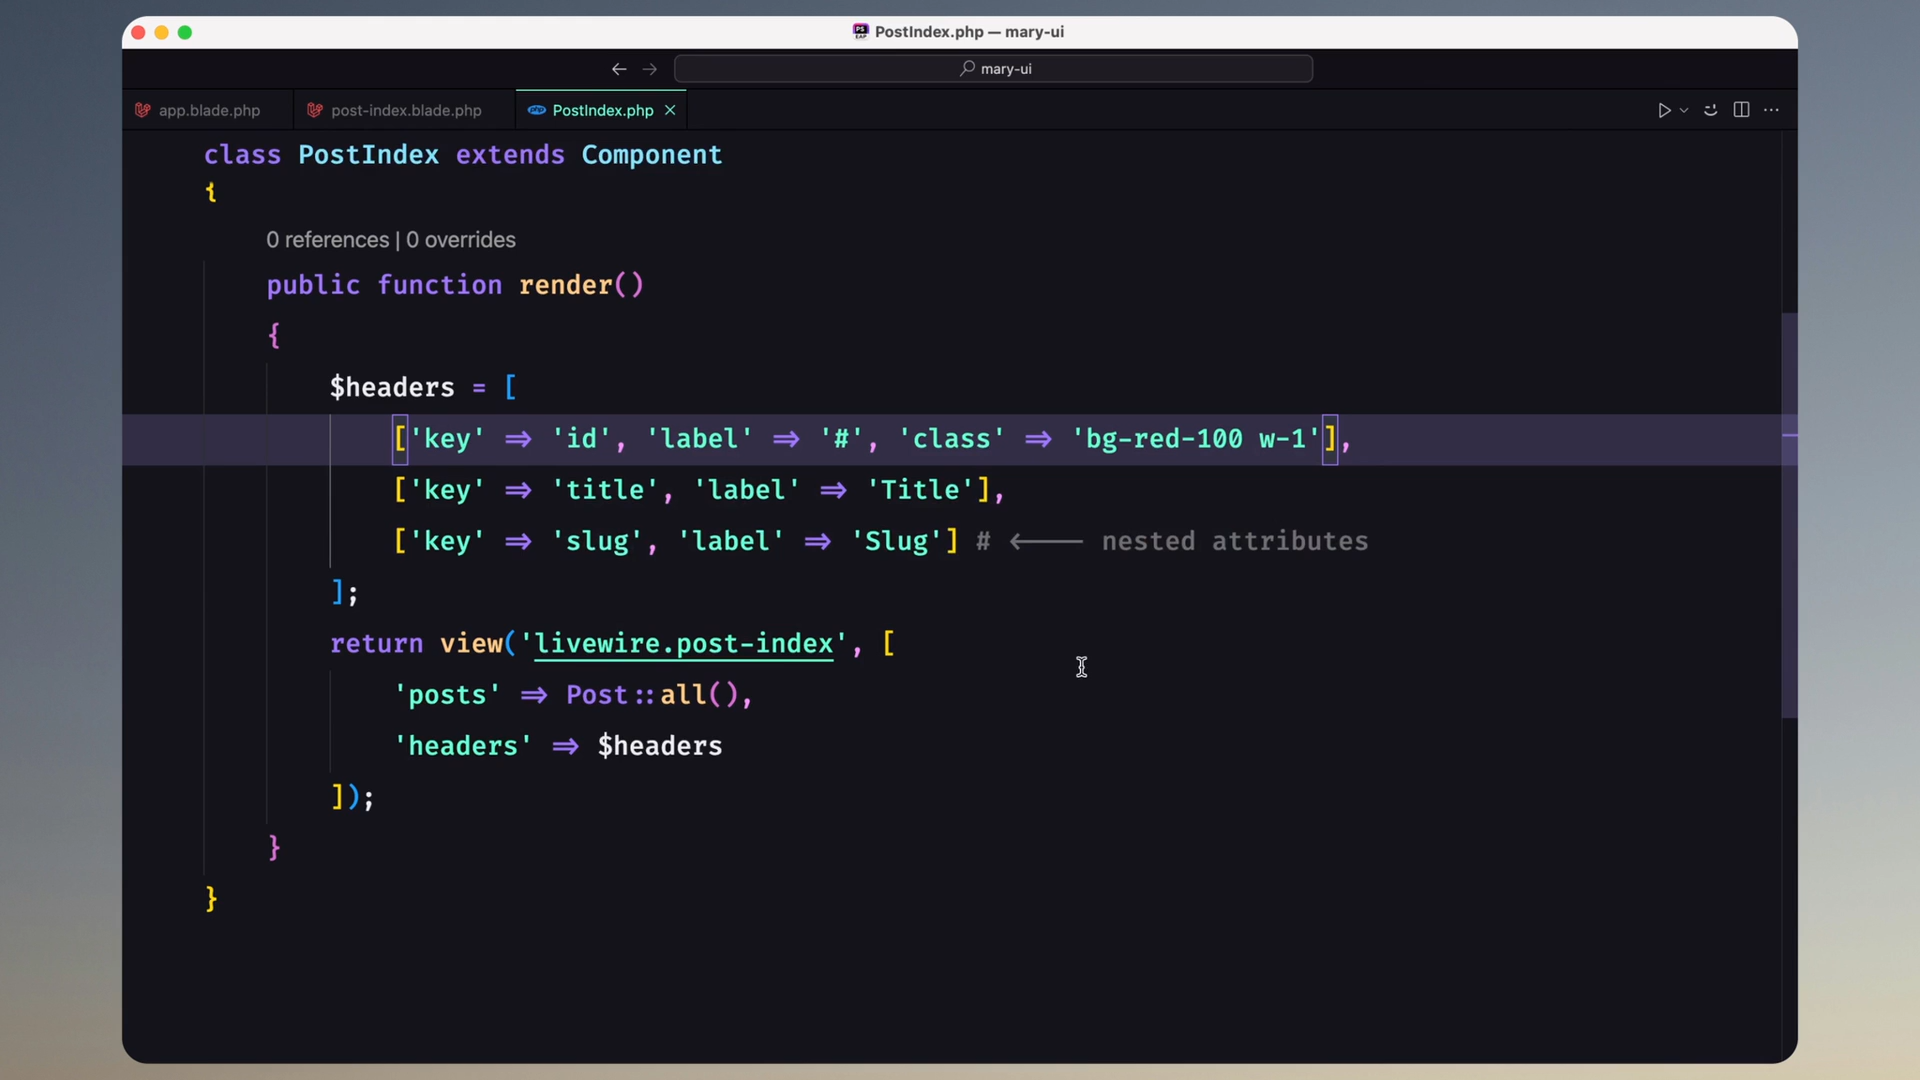 PostIndex.php — mary-ui
mary-ui
app.blade.php
post-index.blade.php
PostIndex.php
class PostIndex extends Component
{
0 references | 0 overrides
public function render()
{
$headers = [
['key' => 'id', 'label' => '#', 'class' => 'bg-red-100 w-1'],
['key' => 'title', 'label' => 'Title'],
['key' => 'slug', 'label' => 'Slug'] # <---- nested attributes
];
return view('livewire.post-index', [
'posts' => Post::all(),
'headers' => $headers
]);
}
}